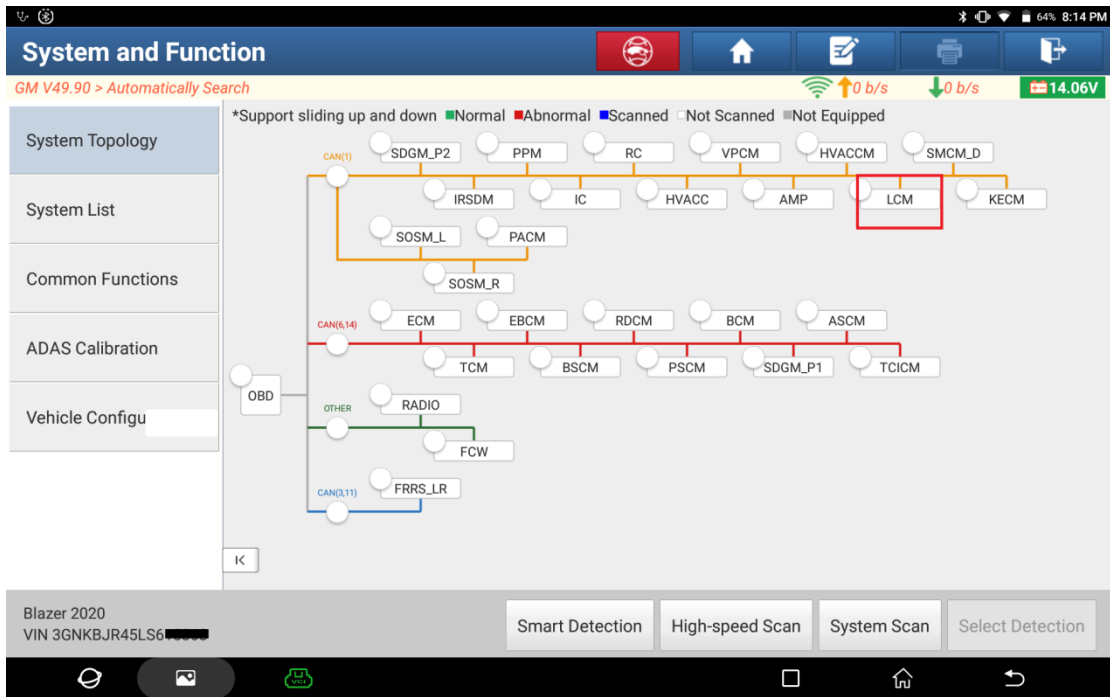 64% 8:14 PM
System and Function
GM V49.90 > Automatically Search
0 b/s
0 b/s
14.06V
System Topology
System List
Common Functions
ADAS Calibration
Vehicle Configu
*Support sliding up and down Normal Abnormal Scanned Not Scanned Not Equipped
CAN(1) SDGM_P2 PPM RC VPCM HVACCM SMCM_D
IRSDM IC HVACC AMP LCM KECM
SOSM_L PACM
SOSM_R
CAN(6,14) ECM EBCM RDCM BCM ASCM
TCM BSCM PSCM SDGM_P1 TCICM
OBD
OTHER RADIO
FCW
CAN(3,11) FRRS_LR
Blazer 2020
VIN 3GNKBJR45LS6
Smart Detection High-speed Scan System Scan Select Detection
VCI